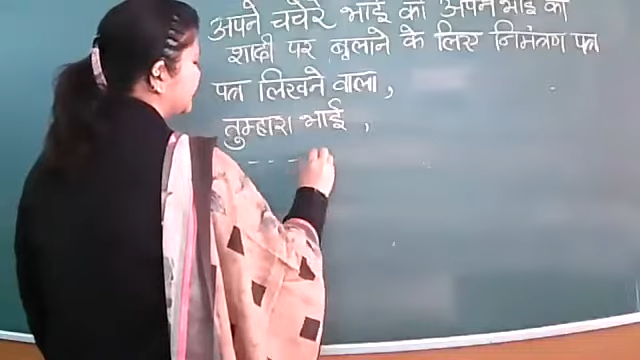 अपने चचेरे भाई को अपने भाई की
शादी पर बुलाने के लिए निमंत्रण पत्र
पत्र लिखने वाला,
तुम्हारा भाई,